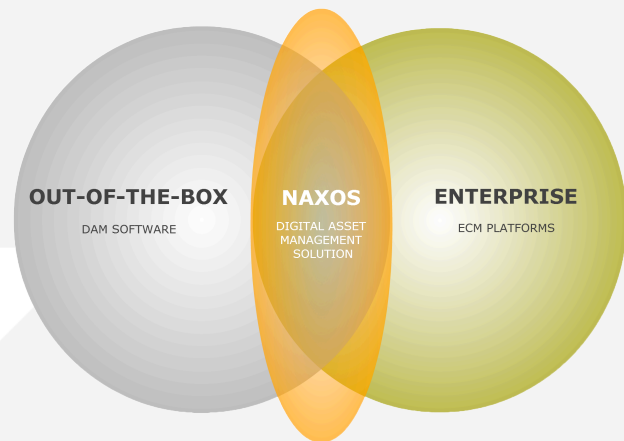 OUT-OF-THE-BOX
DAM SOFTWARE
NAXOS
DIGITAL ASSET
MANAGEMENT
SOLUTION
ENTERPRISE
ECM PLATFORMS